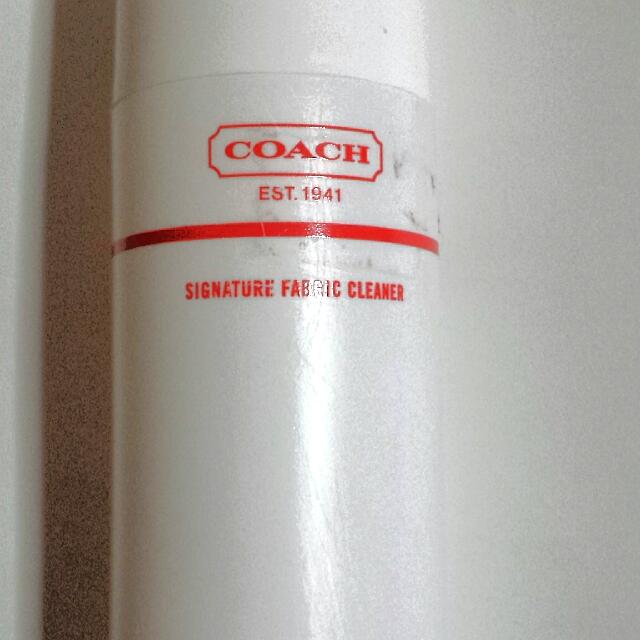 COACH
EST. 1941
SIGNATURE FABRIC CLEANER